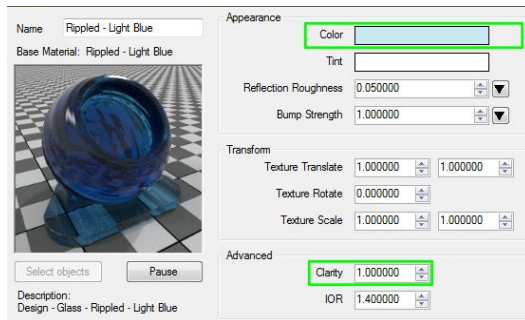 Name Rippled - Light Blue
Base Material: Rippled - Light Blue
Select objects Pause
Description:
Design - Glass - Rippled - Light Blue
Appearance
Color
Tint
Reflection Roughness 0.050000
Bump Strength 1.000000
Transform
Texture Translate 1.000000 1.000000
Texture Rotate 0.000000
Texture Scale 1.000000 1.000000
Advanced
Clarity 1.000000
IOR 1.400000